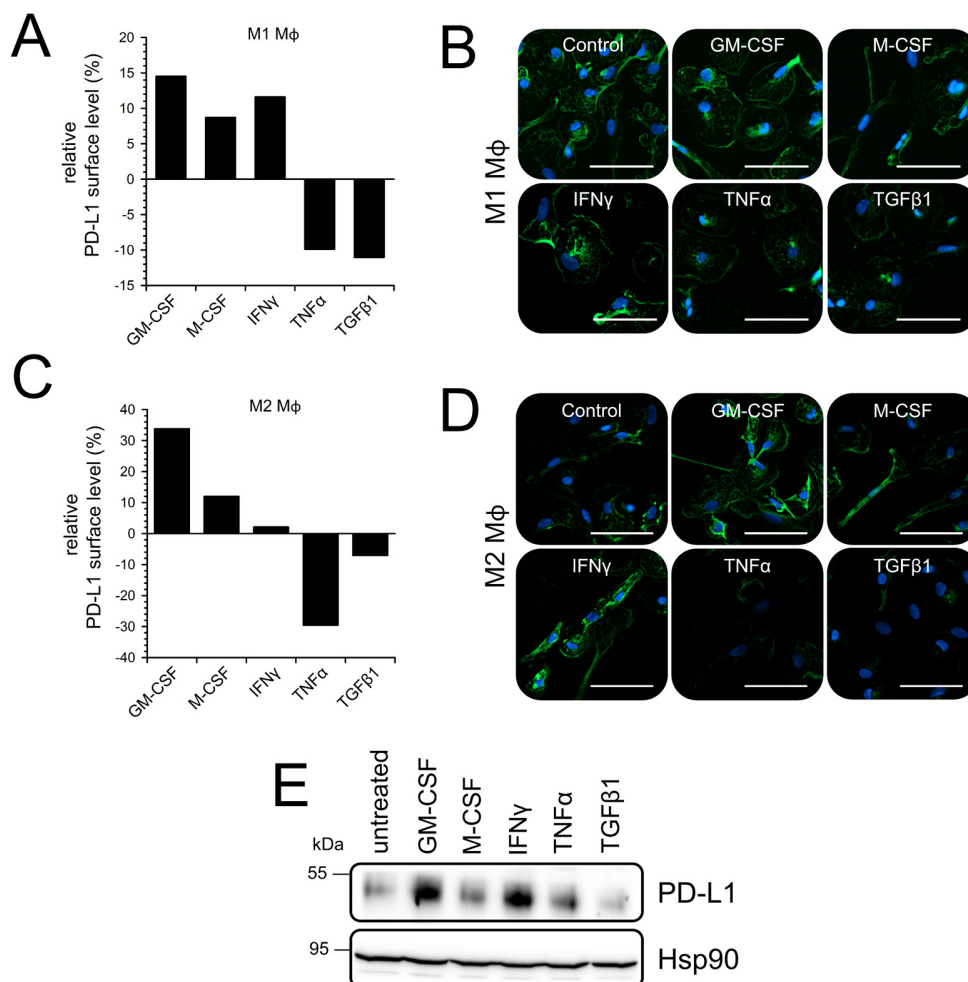 A
M1 Mϕ
relative
PD-L1 surface level (%)
20
15
10
5
0
-5
-10
-15
GM-CSF
M-CSF
IFNγ
TNFα
TGFβ1
B
M1 Mϕ
Control
GM-CSF
M-CSF
IFNγ
TNFα
TGFβ1
C
M2 Mϕ
relative
PD-L1 surface level (%)
40
30
20
10
0
-10
-20
-30
-40
GM-CSF
M-CSF
IFNγ
TNFα
TGFβ1
D
M2 Mϕ
Control
GM-CSF
M-CSF
IFNγ
TNFα
TGFβ1
E
untreated
GM-CSF
M-CSF
IFNγ
TNFα
TGFβ1
kDa
55
PD-L1
95
Hsp90